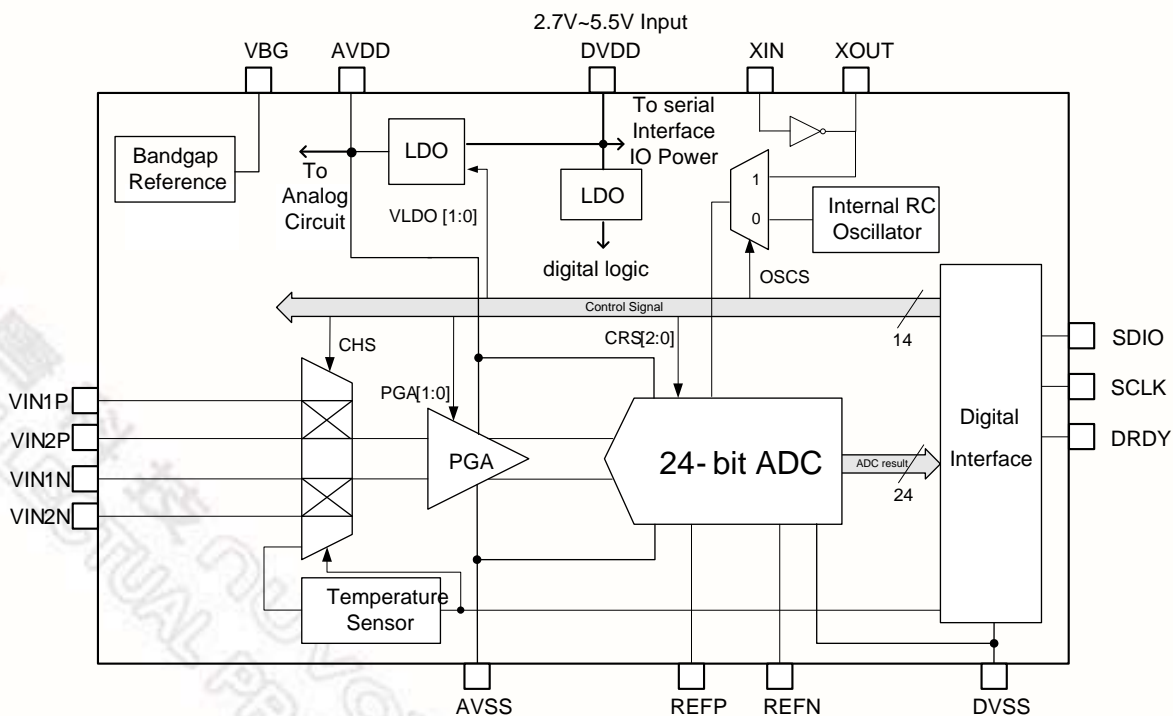 2.7V~5.5V Input
VBG
AVDD
DVDD
XIN
XOUT
To serial
Interface
IO Power
Bandgap
Reference
LDO
To
Analog
Circuit
LDO
1
0
Internal RC
Oscillator
VLDO [1:0]
digital logic
OSCS
Control Signal
14
CHS
CRS[2:0]
PGA[1:0]
SDIO
SCLK
DRDY
VIN1P
VIN2P
VIN1N
VIN2N
PGA
24- bit ADC
ADC result
24
Digital
Interface
Temperature
Sensor
AVSS
REFP
REFN
DVSS